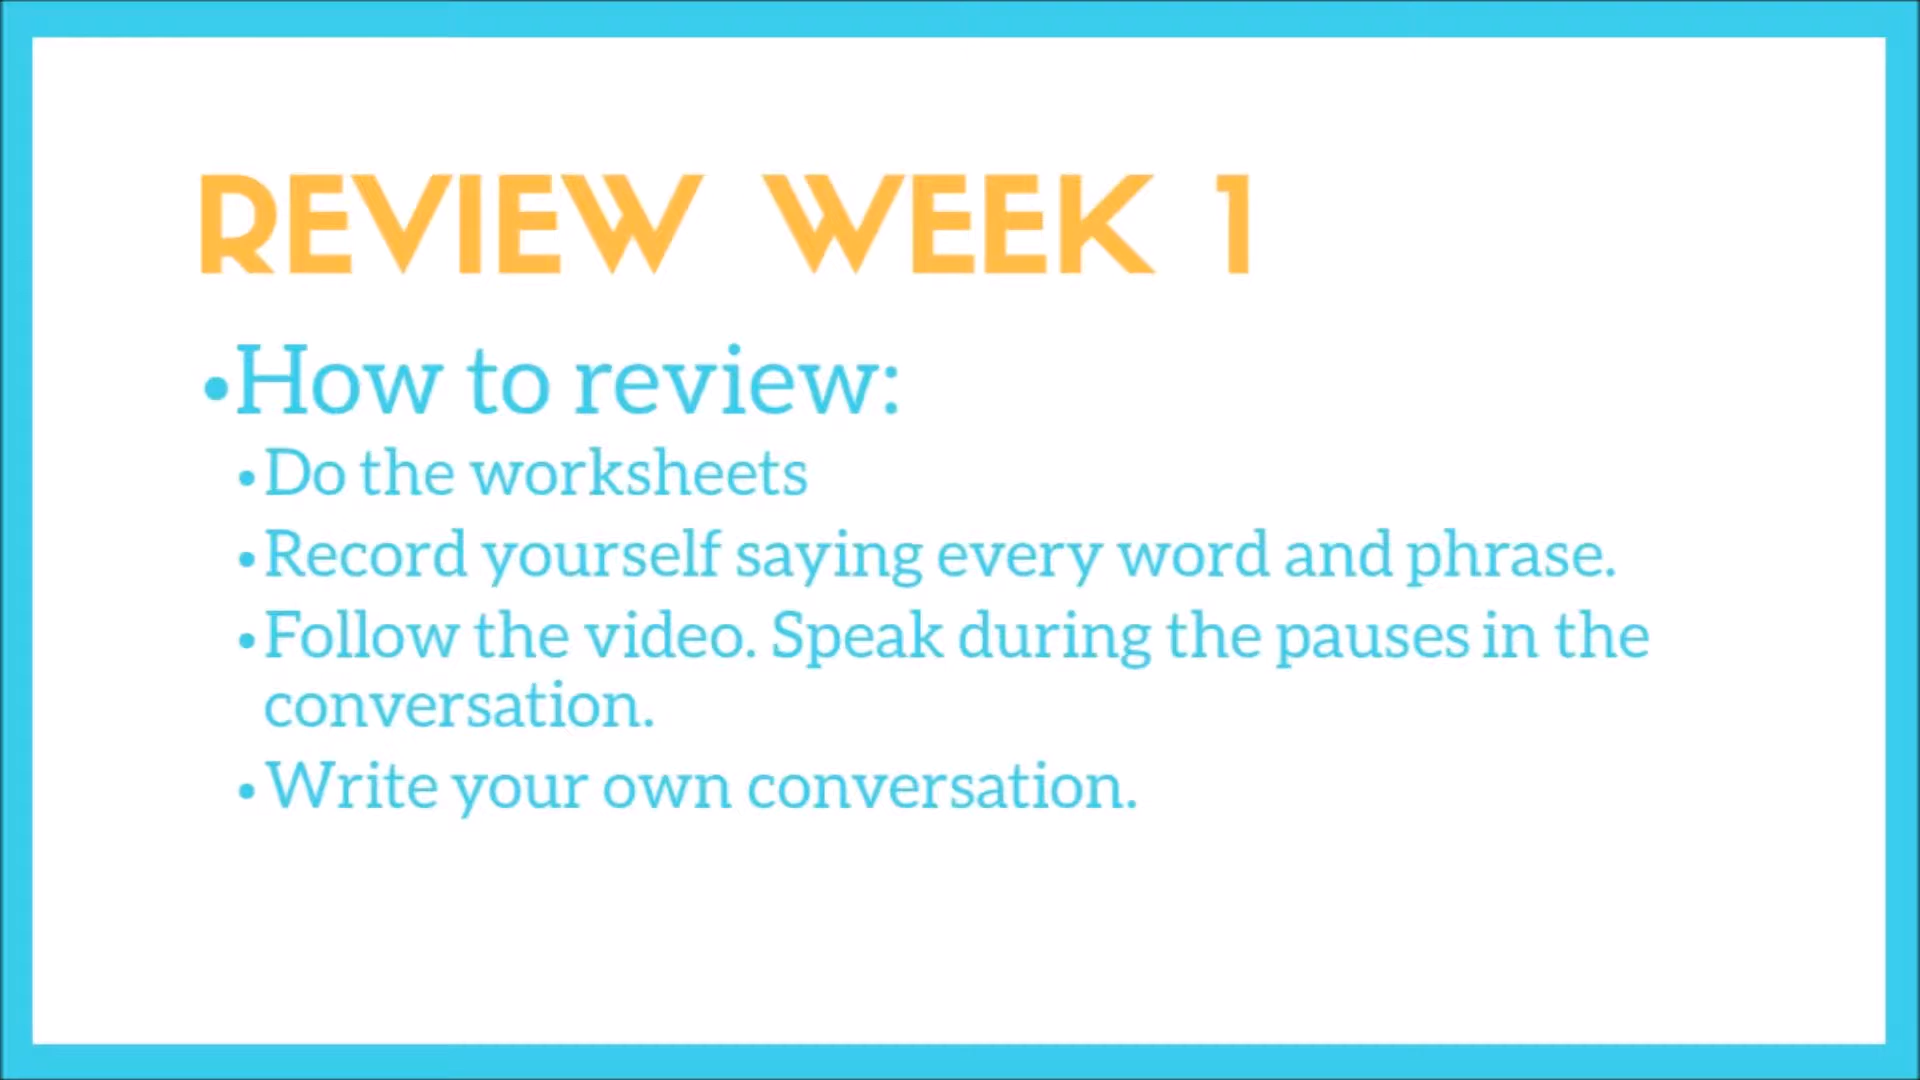 REVIEW WEEK 1
•How to review:
•Do the worksheets
•Record yourself saying every word and phrase.
•Follow the video. Speak during the pauses in the
conversation.
•Write your own conversation.